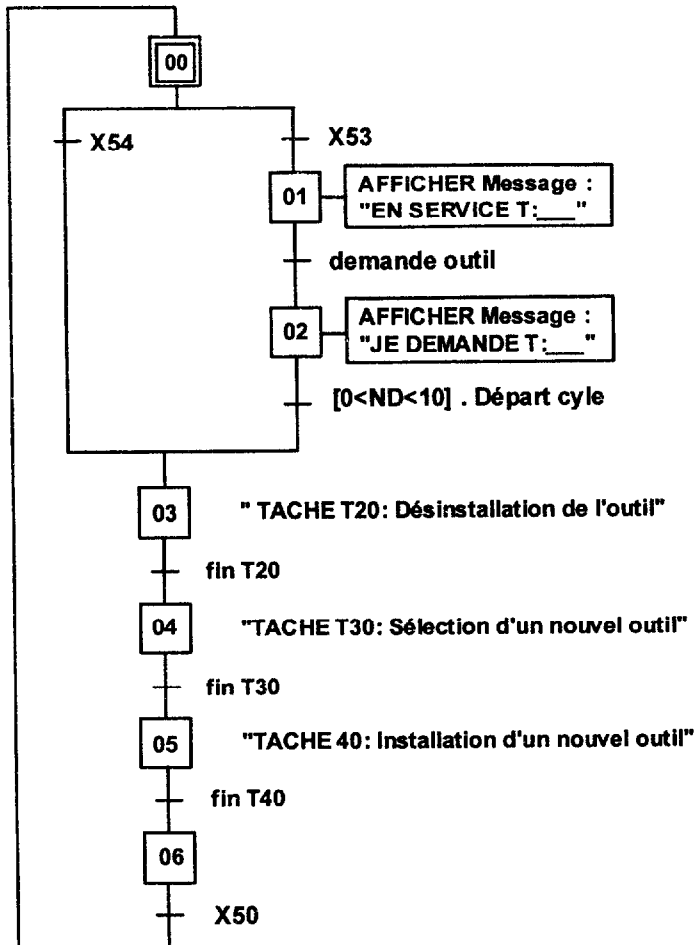 00
X54
X53
01
AFFICHER Message :
"EN SERVICE T:___"
demande outil
02
AFFICHER Message :
"JE DEMANDE T:___"
[0<ND<10] . Départ cyle
03
" TACHE T20: Désinstallation de l'outil"
fin T20
04
"TACHE T30: Sélection d'un nouvel outil"
fin T30
05
"TACHE 40: Installation d'un nouvel outil"
fin T40
06
X50